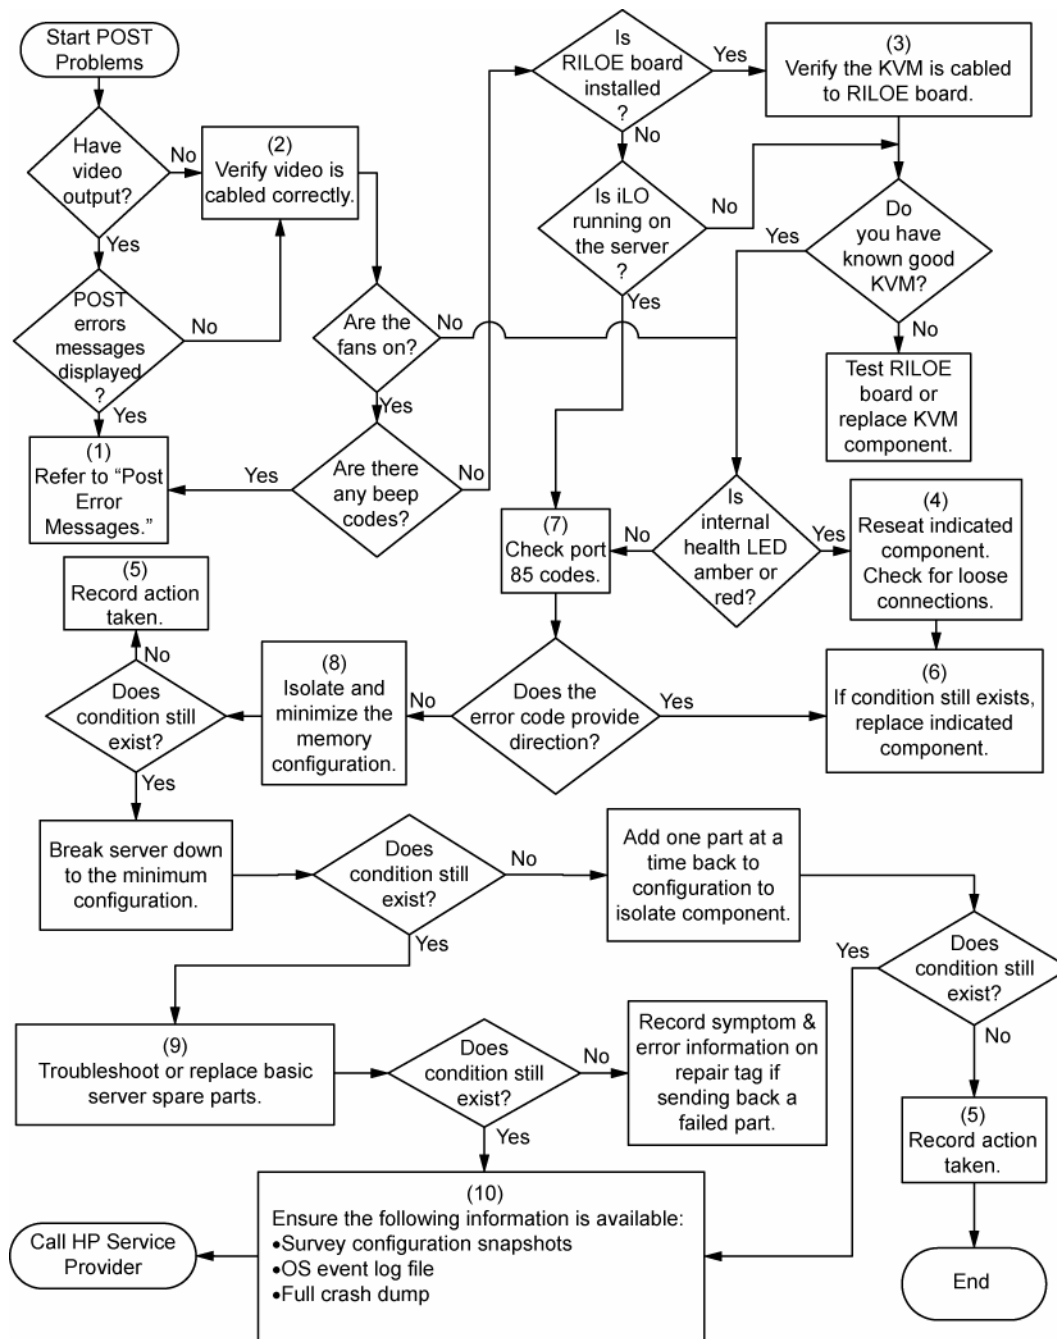 Start POST
Problems
Have
video
output?
No
Yes
(2)
Verify video is
cabled correctly.
POST
errors
messages
displayed
?
No
Yes
(1)
Refer to “Post
Error
Messages.”
Are the
fans on?
No
Yes
Are there
any beep
codes?
Yes
No
Is
RILOE board
installed
?
Yes
No
(3)
Verify the KVM is cabled
to RILOE board.
Is iLO
running on
the server
?
No
Yes
Do
you have
known good
KVM?
Yes
No
Test RILOE
board or
replace KVM
component.
Is
internal
health LED
amber or
red?
No
Yes
(4)
Reseat indicated
component.
Check for loose
connections.
(7)
Check port
85 codes.
(6)
If condition still exists,
replace indicated
component.
Does the
error code provide
direction?
No
Yes
(8)
Isolate and
minimize the
memory
configuration.
(5)
Record action
taken.
No
Does
condition still
exist?
Yes
Break server down
to the minimum
configuration.
Does
condition still
exist?
No
Yes
Add one part at a
time back to
configuration to
isolate component.
Does
condition still
exist?
Yes
No
(9)
Troubleshoot or replace basic
server spare parts.
Does
condition still
exist?
No
Yes
Record symptom &
error information on
repair tag if
sending back a
failed part.
(5)
Record action
taken.
(10)
Ensure the following information is available:
•Survey configuration snapshots
•OS event log file
•Full crash dump
Call HP Service
Provider
End